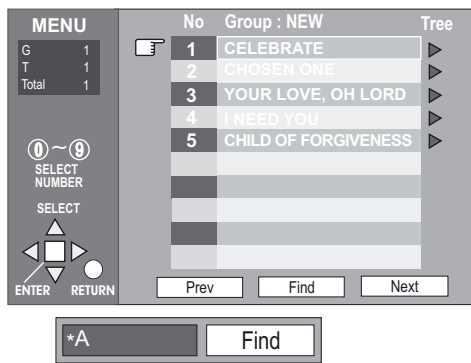 MENU
G 1
T 1
Total 1
0~9
SELECT
NUMBER
SELECT
ENTER RETURN
No Group : NEW Tree
1 CELEBRATE
2 CHOSEN ONE
3 YOUR LOVE, OH LORD
4 I NEED YOU
5 CHILD OF FORGIVENESS
Prev Find Next
*A Find